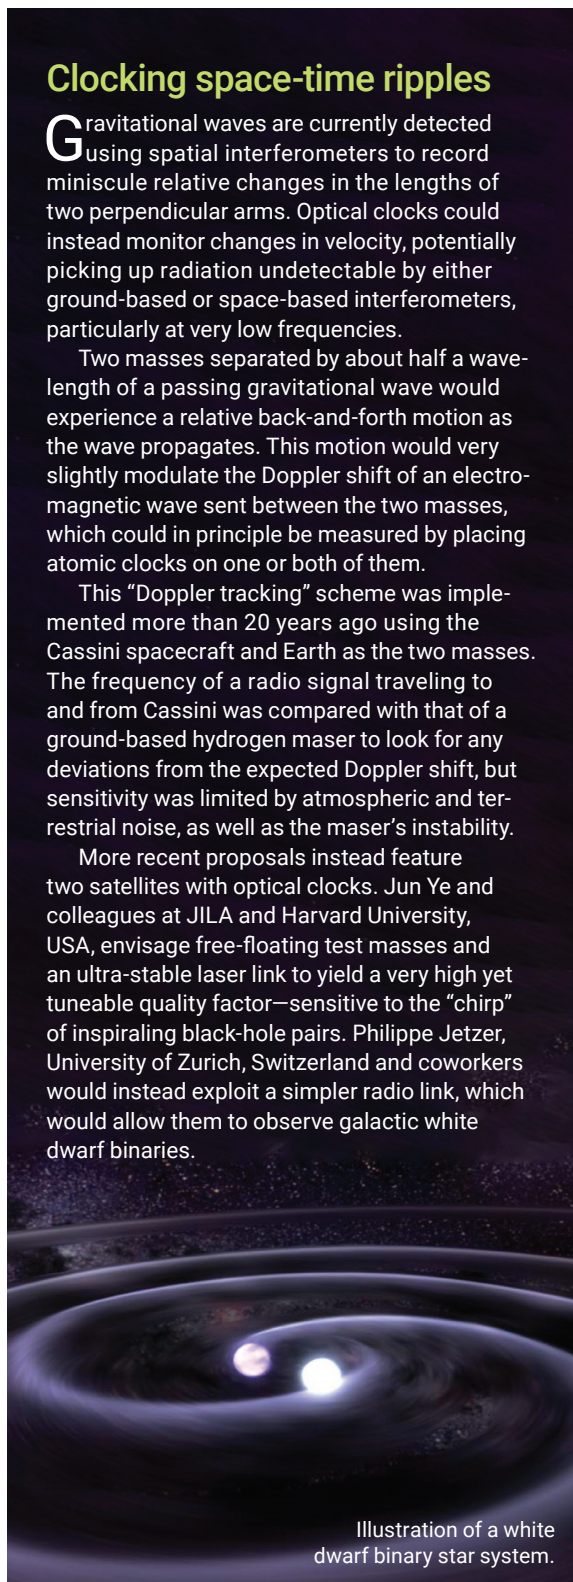 Clocking space-time ripples
Gravitational waves are currently detected
using spatial interferometers to record
miniscule relative changes in the lengths of
two perpendicular arms. Optical clocks could
instead monitor changes in velocity, potentially
picking up radiation undetectable by either
ground-based or space-based interferometers,
particularly at very low frequencies.
Two masses separated by about half a wave-
length of a passing gravitational wave would
experience a relative back-and-forth motion as
the wave propagates. This motion would very
slightly modulate the Doppler shift of an electro-
magnetic wave sent between the two masses,
which could in principle be measured by placing
atomic clocks on one or both of them.
This “Doppler tracking” scheme was imple-
mented more than 20 years ago using the
Cassini spacecraft and Earth as the two masses.
The frequency of a radio signal traveling to
and from Cassini was compared with that of a
ground-based hydrogen maser to look for any
deviations from the expected Doppler shift, but
sensitivity was limited by atmospheric and ter-
restrial noise, as well as the maser’s instability.
More recent proposals instead feature
two satellites with optical clocks. Jun Ye and
colleagues at JILA and Harvard University,
USA, envisage free-floating test masses and
an ultra-stable laser link to yield a very high yet
tuneable quality factor—sensitive to the “chirp”
of inspiraling black-hole pairs. Philippe Jetzer,
University of Zurich, Switzerland and coworkers
would instead exploit a simpler radio link, which
would allow them to observe galactic white
dwarf binaries.
Illustration of a white
dwarf binary star system.